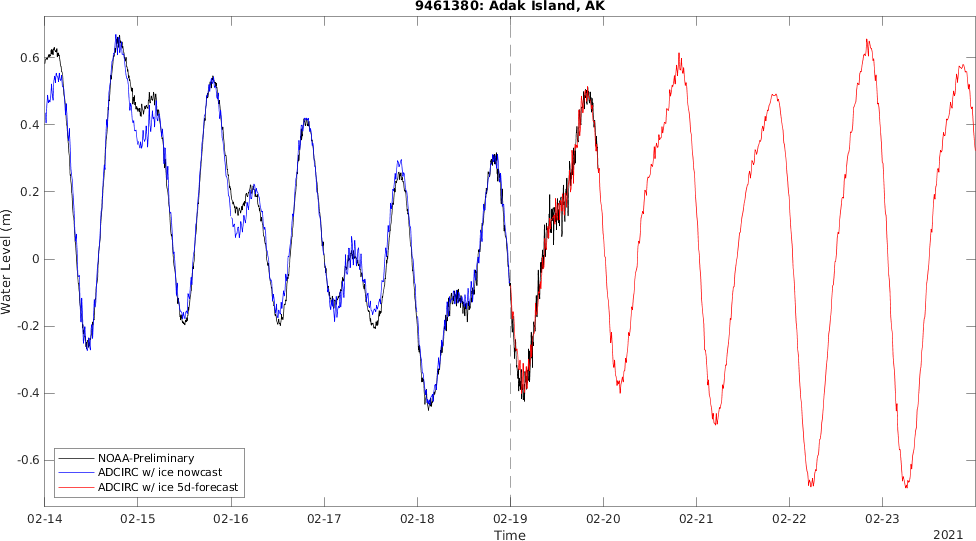 9461380: Adak Island, AK
Water Level (m)
0.6
0.4
0.2
0
-0.2
-0.4
-0.6
NOAA-Preliminary
ADCIRC w/ ice nowcast
ADCIRC w/ ice 5d-forecast
02-14 02-15 02-16 02-17 02-18 02-19 02-20 02-21 02-22 02-23
Time
2021